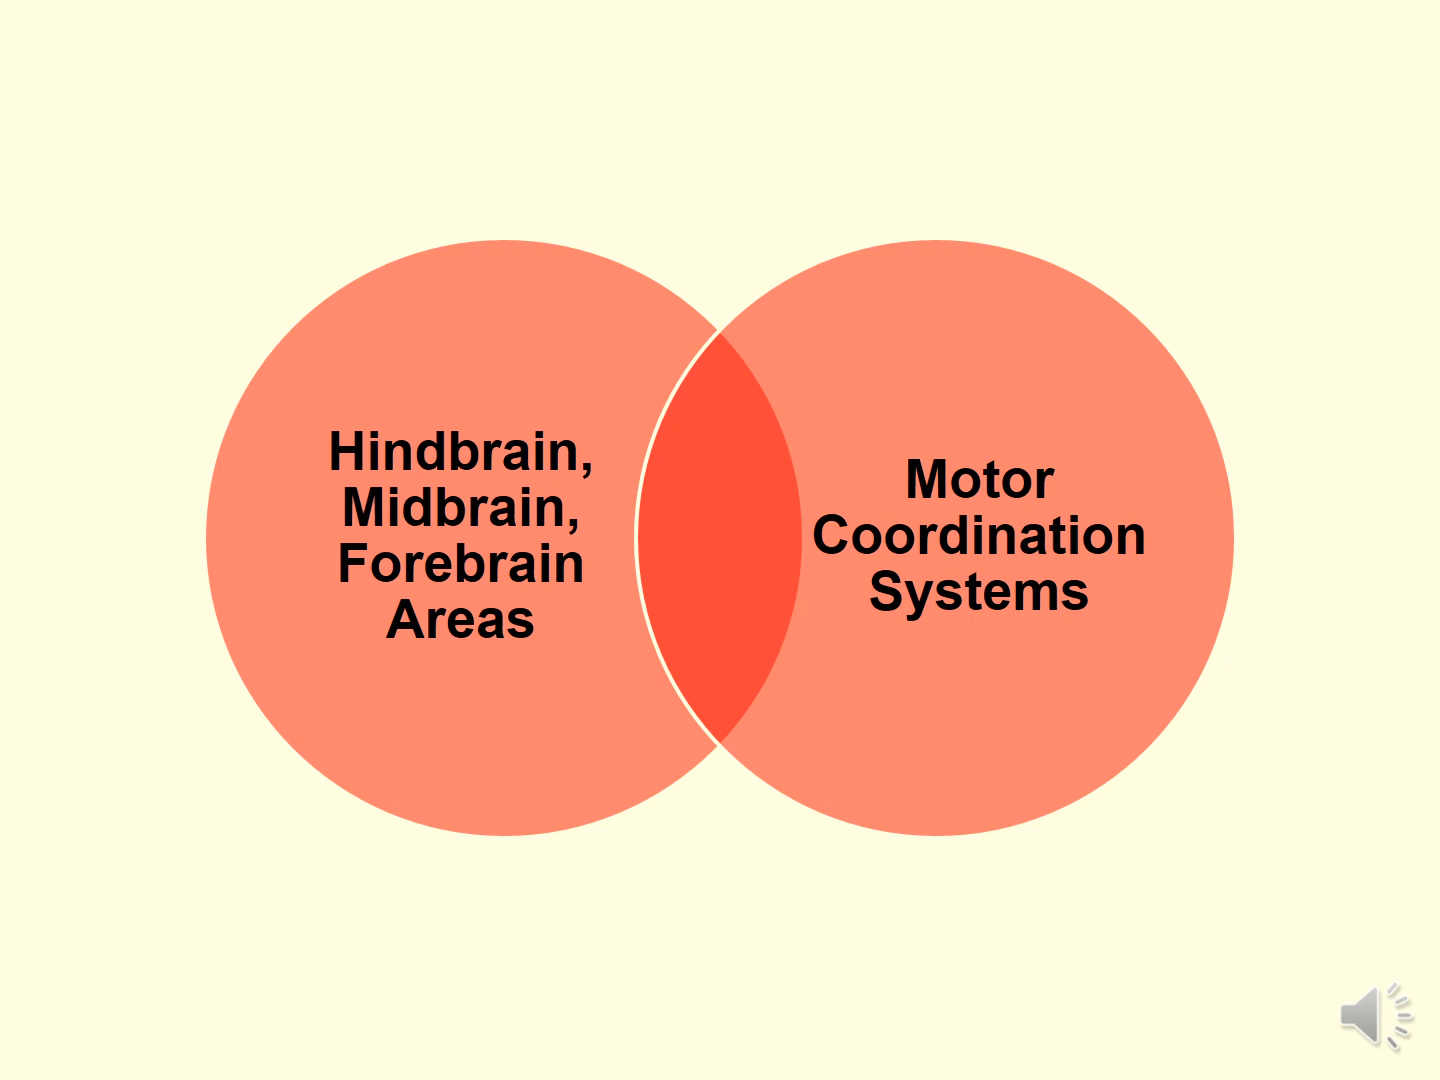 Hindbrain,
Midbrain,
Forebrain
Areas
Motor
Coordination
Systems